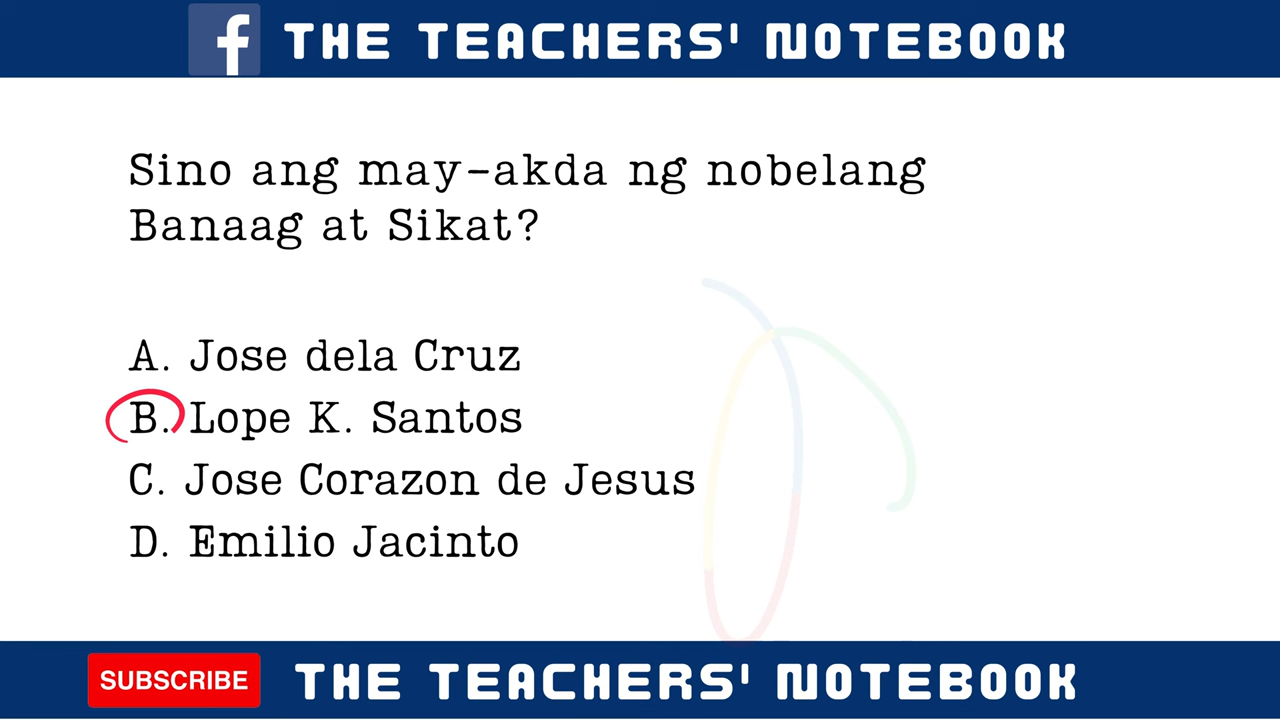 THE TEACHERS' NOTEBOOK
Sino ang may-akda ng nobelang
Banaag at Sikat?
A. Jose dela Cruz
B. Lope K. Santos
C. Jose Corazon de Jesus
D. Emilio Jacinto
SUBSCRIBE THE TEACHERS' NOTEBOOK